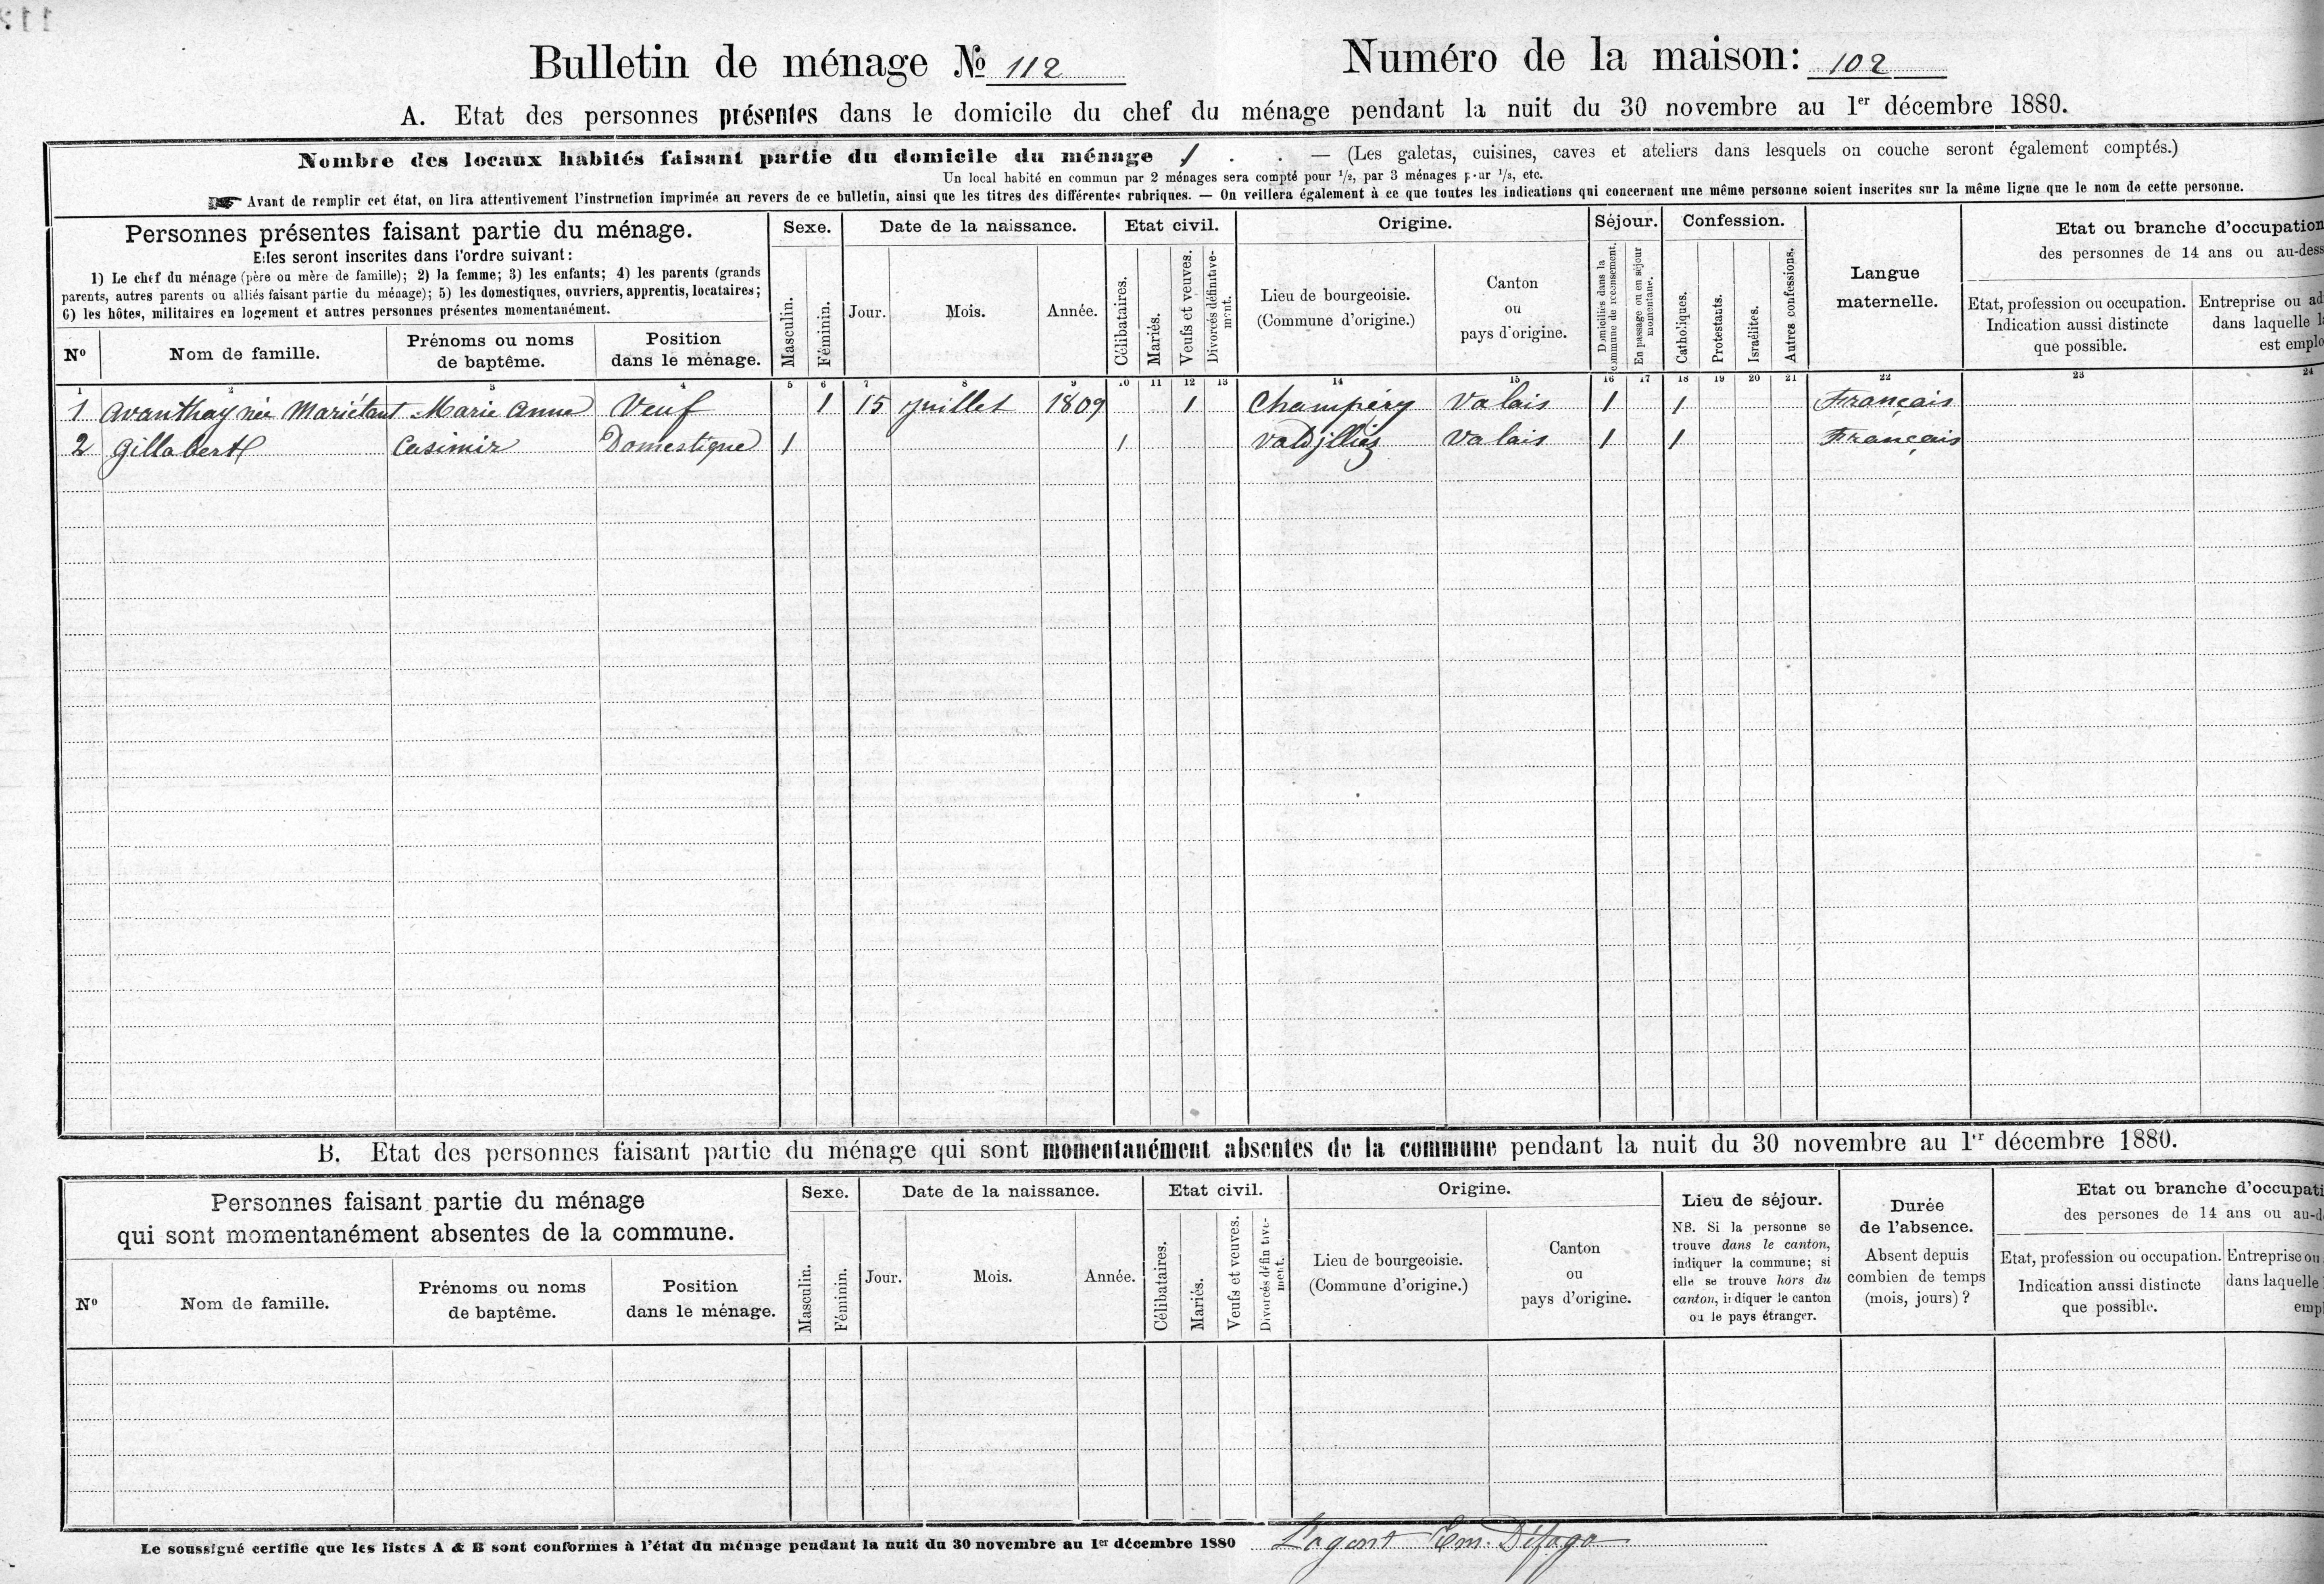 Bulletin de ménage № 112 Numéro de la maison: 102
A. Etat des personnes présentes dans le domicile du chef du ménage pendant la nuit du 30 novembre au 1er décembre 1880.
Nombre des locaux habités faisant partie du domicile du ménage 1 . . — (Les galetas, cuisines, caves et ateliers dans lesquels on couche seront également comptés.)
Un local habité en commun par 2 ménages sera compté pour 1/2, par 3 ménages pour 1/3, etc.
☛ Avant de remplir cet état, on lira attentivement l'instruction imprimée au revers de ce bulletin, ainsi que les titres des différentes rubriques. — On veillera également à ce que toutes les indications qui concernent une même personne soient inscrites sur la même ligne que le nom de cette personne.
Personnes présentes faisant partie du ménage.
Elles seront inscrites dans l'ordre suivant:
1) Le chef du ménage (père ou mère de famille); 2) la femme; 3) les enfants; 4) les parents (grands
parents, autres parents ou alliés faisant partie du ménage); 5) les domestiques, ouvriers, apprentis, locataires;
6) les hôtes, militaires en logement et autres personnes présentes momentanément.
Nº
Nom de famille.
Prénoms ou noms
de baptême.
Position
dans le ménage.
Sexe.
Masculin.
Féminin.
Date de la naissance.
Jour.
Mois.
Année.
Etat civil.
Célibataires.
Mariés.
Veufs et veuves.
Divorcés définitave-
ment.
Origine.
Lieu de bourgeoisie.
(Commune d'origine.)
Canton
ou
pays d'origine.
Séjour.
Domiciliés dans la
commune de recensement.
En passage ou en séjour
momentané.
Confession.
Catholiques.
Protestants.
Israélites.
Autres confessions.
Langue
maternelle.
Etat ou branche d'occupation
des personnes de 14 ans ou au-dess
Etat, profession ou occupation.
Indication aussi distincte
que possible.
Entreprise ou ad
dans laquelle l
est emplo
1 2 3 4 5 6 7 8 9 10 11 12 13 14 15 16 17 18 19 20 21 22 23 24
1 Avanthay née Mariétant Marie Anne Veuf 1 15 juillet 1809 1 Champéry Valais 1 1 Français
2 Gillabert Casimir Domestique 1 1 Valdjlliez Valais 1 1 Français
B. Etat des personnes faisant partie du ménage qui sont momentanément absentes de la commune pendant la nuit du 30 novembre au 1er décembre 1880.
Personnes faisant partie du ménage
qui sont momentanément absentes de la commune.
Nº
Nom de famille.
Prénoms ou noms
de baptême.
Position
dans le ménage.
Sexe.
Masculin.
Féminin.
Date de la naissance.
Jour.
Mois.
Année.
Etat civil.
Célibataires.
Mariés.
Veufs et veuves.
Divorcés défin tive-
ment.
Origine.
Lieu de bourgeoisie.
(Commune d'origine.)
Canton
ou
pays d'origine.
Lieu de séjour.
NB. Si la personne se
trouve dans le canton,
indiquer la commune; si
elle se trouve hors du
canton, indiquer le canton
ou le pays étranger.
Durée
de l'absence.
Absent depuis
combien de temps
(mois, jours)?
Etat ou branche d'occupati
des persones de 14 ans ou au-d
Etat, profession ou occupation.
Indication aussi distincte
que possible.
Entreprise ou
dans laquelle
empl
Le soussigné certifie que les listes A & B sont conformes à l'état du ménage pendant la nuit du 30 novembre au 1er décembre 1880 L'agent Em. Défago